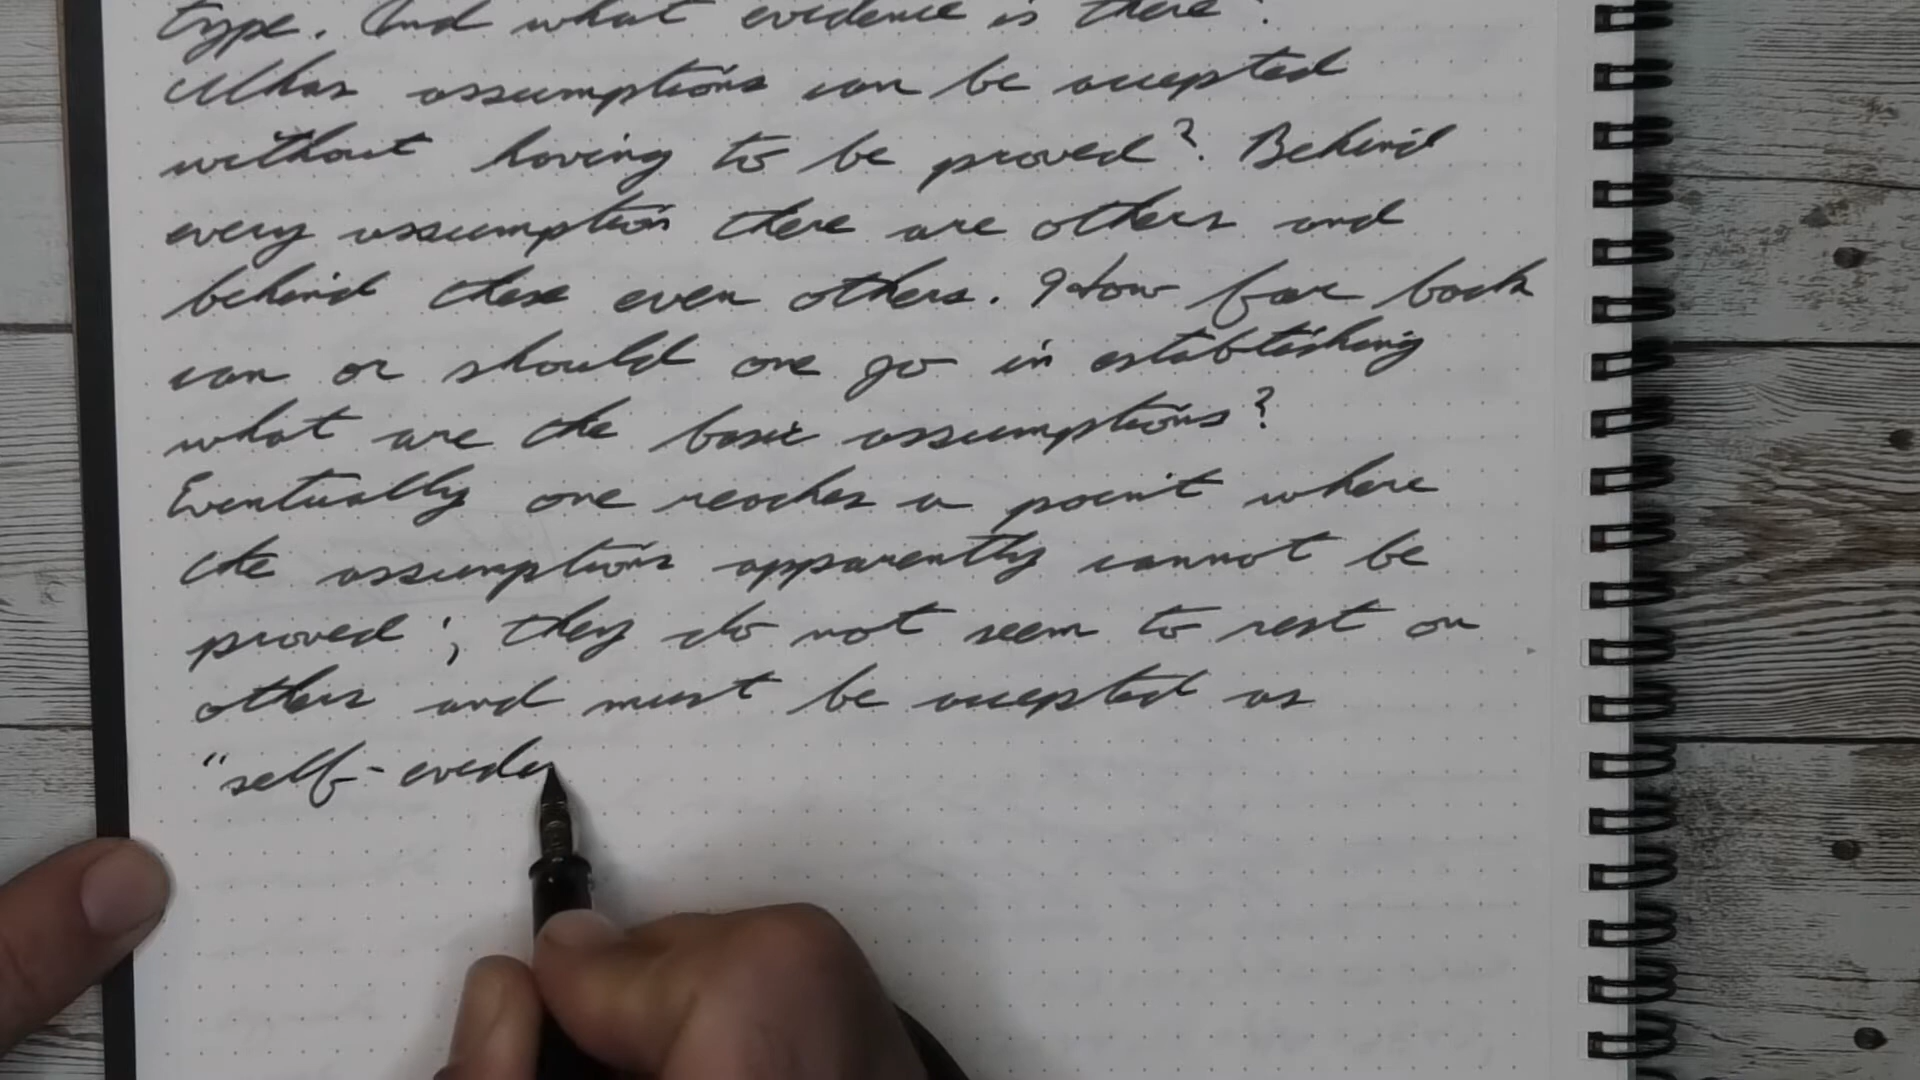 type. And what evidence is there?
What assumptions can be accepted
without having to be proved? Behind
every assumption there are others and
behind these even others. How far back
can or should one go in establishing
what are the basic assumptions?
Eventually one reaches a point where
the assumptions apparently cannot be
proved; they do not seem to rest on
others and must be accepted as
"self-eviden